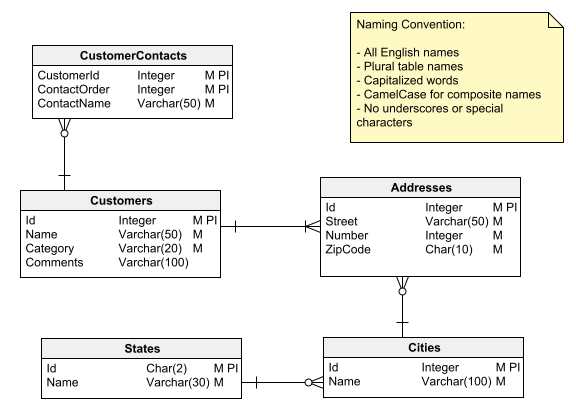 Naming Convention:
- All English names
- Plural table names
- Capitalized words
- CamelCase for composite names
- No underscores or special
characters
CustomerContacts
CustomerId Integer M PI
ContactOrder Integer M PI
ContactName Varchar(50) M
Customers
Id Integer M PI
Name Varchar(50) M
Category Varchar(20) M
Comments Varchar(100)
Addresses
Id Integer M PI
Street Varchar(50) M
Number Integer M
ZipCode Char(10) M
States
Id Char(2) M PI
Name Varchar(30) M
Cities
Id Integer M PI
Name Varchar(100) M